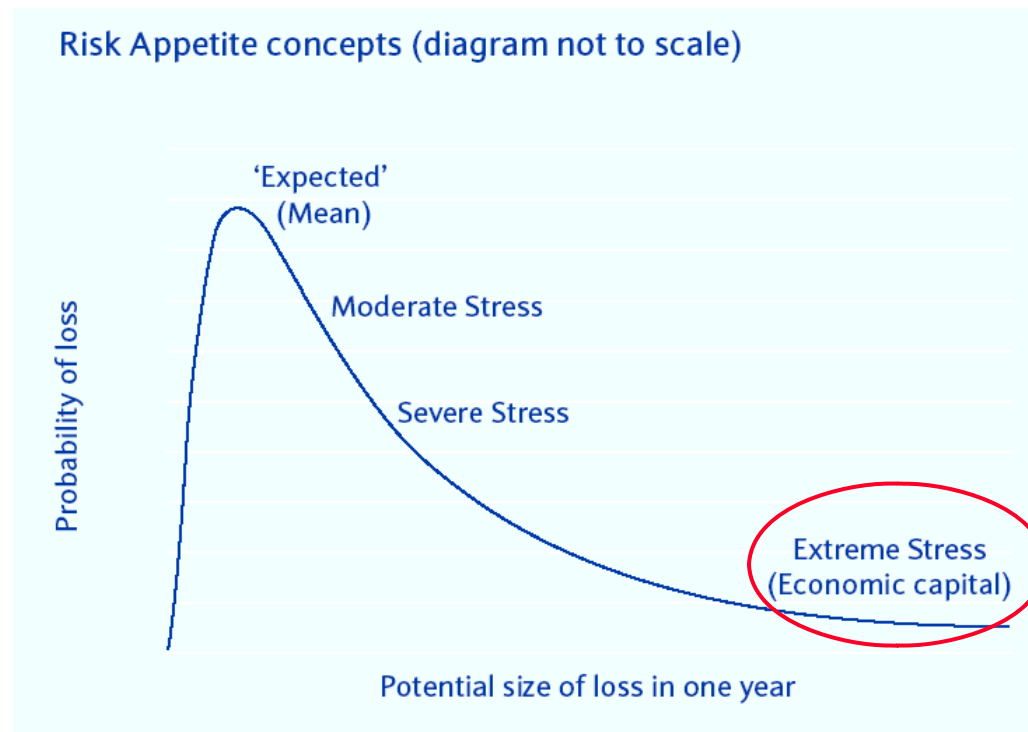 Risk Appetite concepts (diagram not to scale)
‘Expected’
(Mean)
Moderate Stress
Severe Stress
Extreme Stress
(Economic capital)
Probability of loss
Potential size of loss in one year